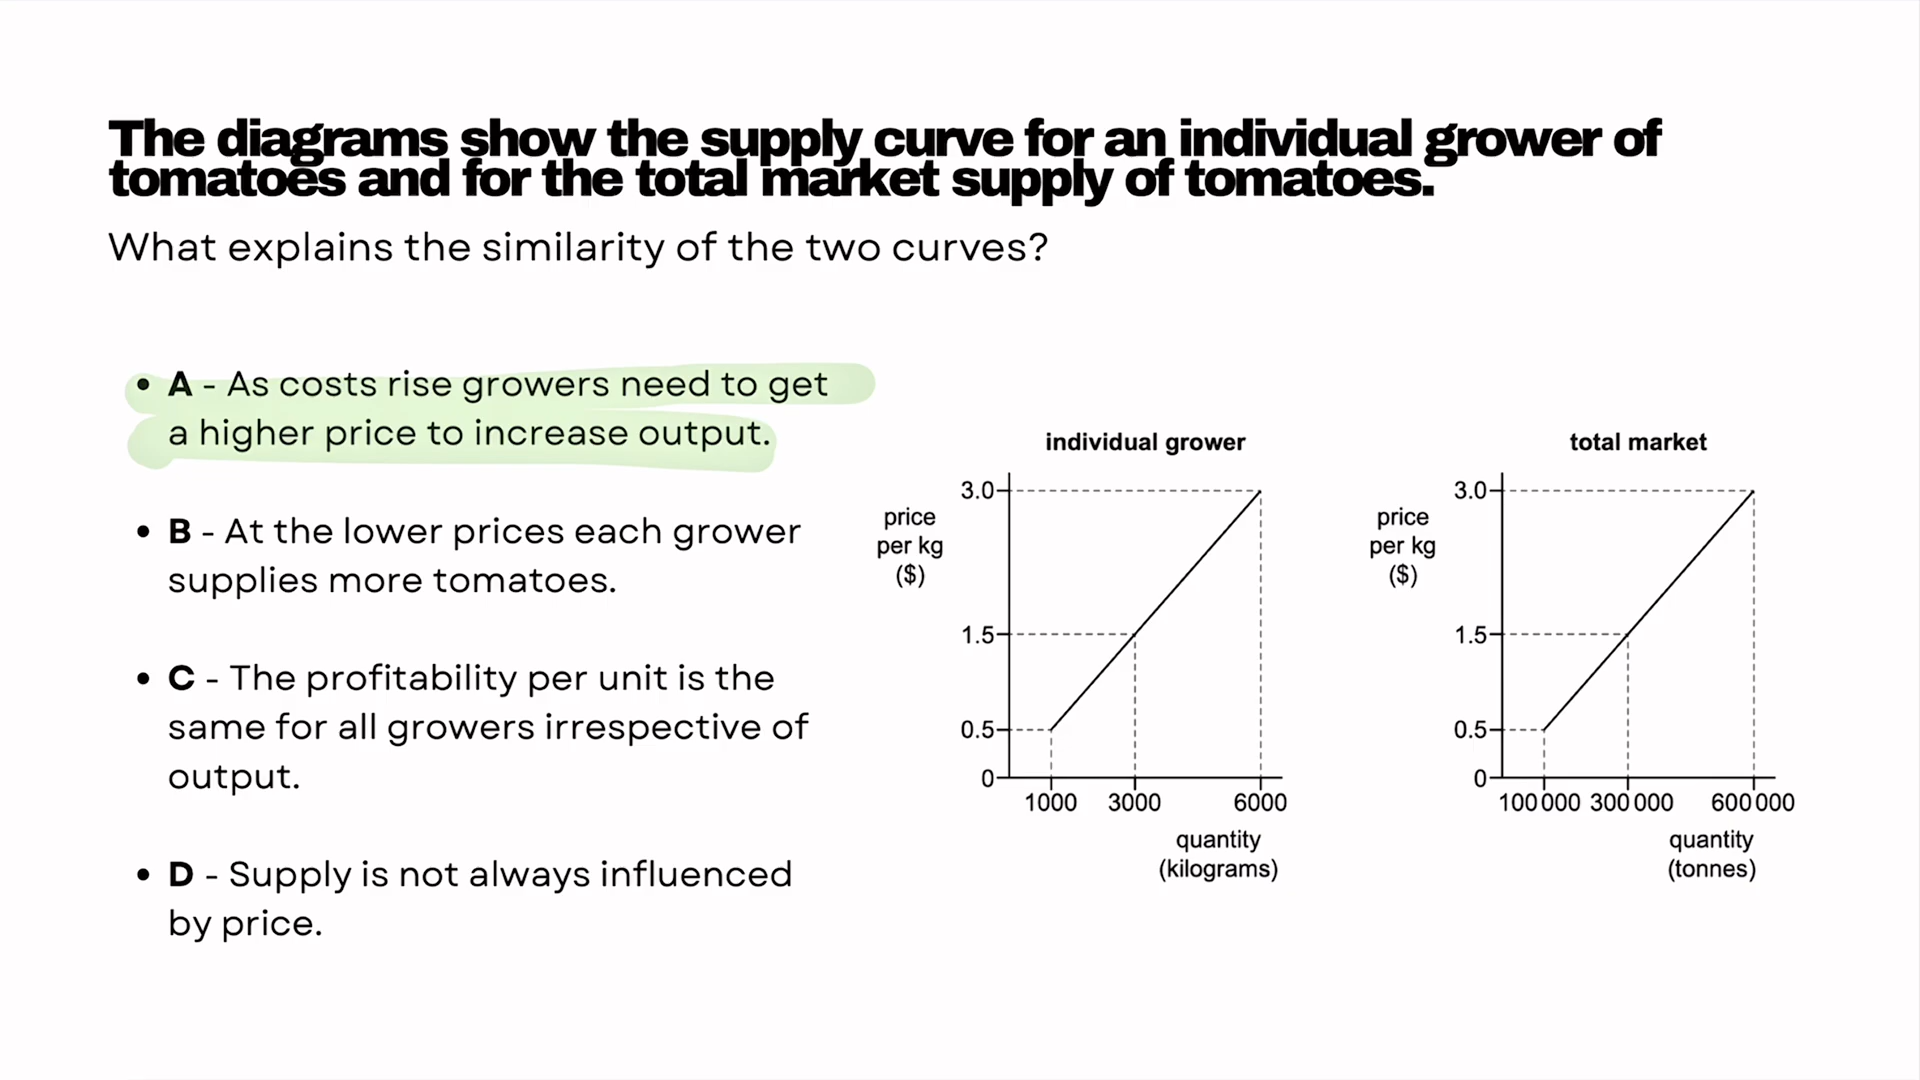 The diagrams show the supply curve for an individual grower of
tomatoes and for the total market supply of tomatoes.
What explains the similarity of the two curves?
• A - As costs rise growers need to get
a higher price to increase output.
• B - At the lower prices each grower
supplies more tomatoes.
• C - The profitability per unit is the
same for all growers irrespective of
output.
• D - Supply is not always influenced
by price.
individual grower
3.0
price
per kg
($)
1.5
0.5
0
1000 3000 6000
quantity
(kilograms)
total market
3.0
price
per kg
($)
1.5
0.5
0
100 000 300 000 600 000
quantity
(tonnes)